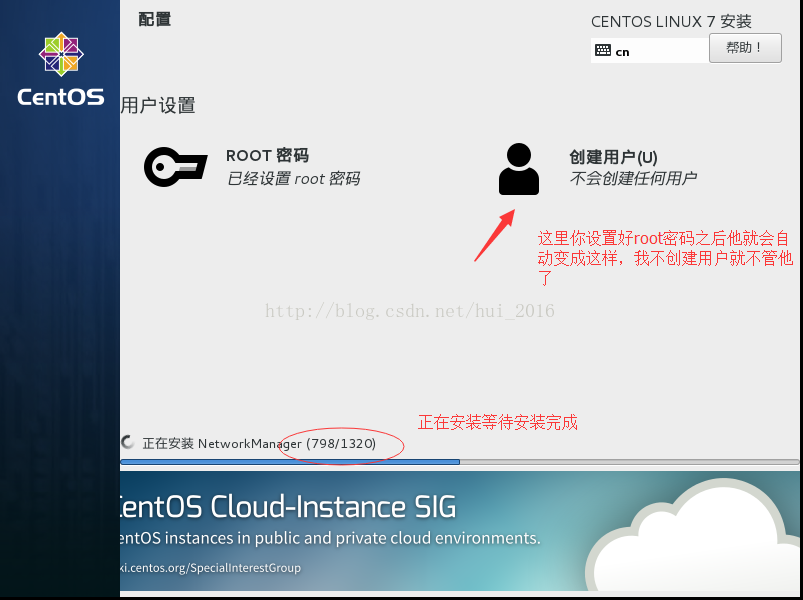 配置
CENTOS LINUX 7 安装
cn
帮助！
CentOS
用户设置
ROOT 密码
已经设置 root 密码
创建用户(U)
不会创建任何用户
这里你设置好root密码之后他就会自
动变成这样，我不创建用户就不管他
了
http://blog.csdn.net/hui_2016
正在安装等待安装完成
正在安装 NetworkManager (798/1320)
CentOS Cloud-Instance SIG
entOS instances in public and private cloud environments.
ki.centos.org/SpecialInterestGroup